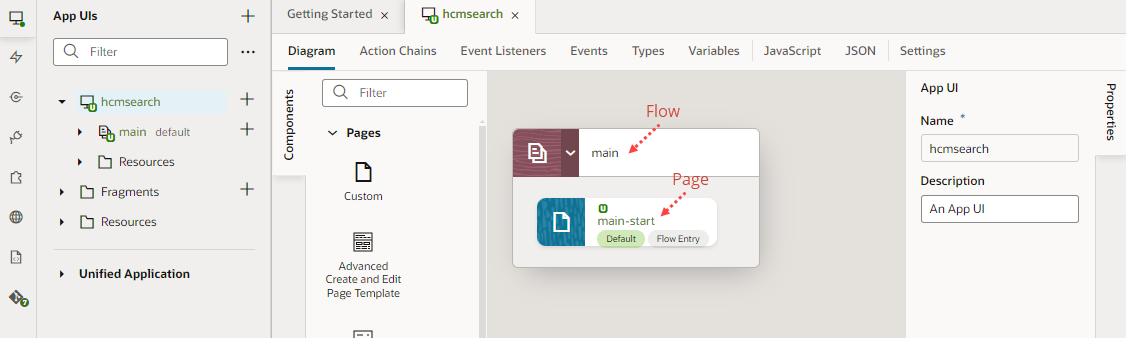 App UIs
Filter
hcmsearch
main default
Resources
Fragments
Resources
Unified Application
Getting Started
hcmsearch
Diagram Action Chains Event Listeners Events Types Variables JavaScript JSON Settings
Components
Filter
Pages
Custom
Advanced
Create and Edit
Page Template
Flow
main
Page
U
main-start
Default Flow Entry
App UI
Name *
hcmsearch
Description
An App UI
Properties